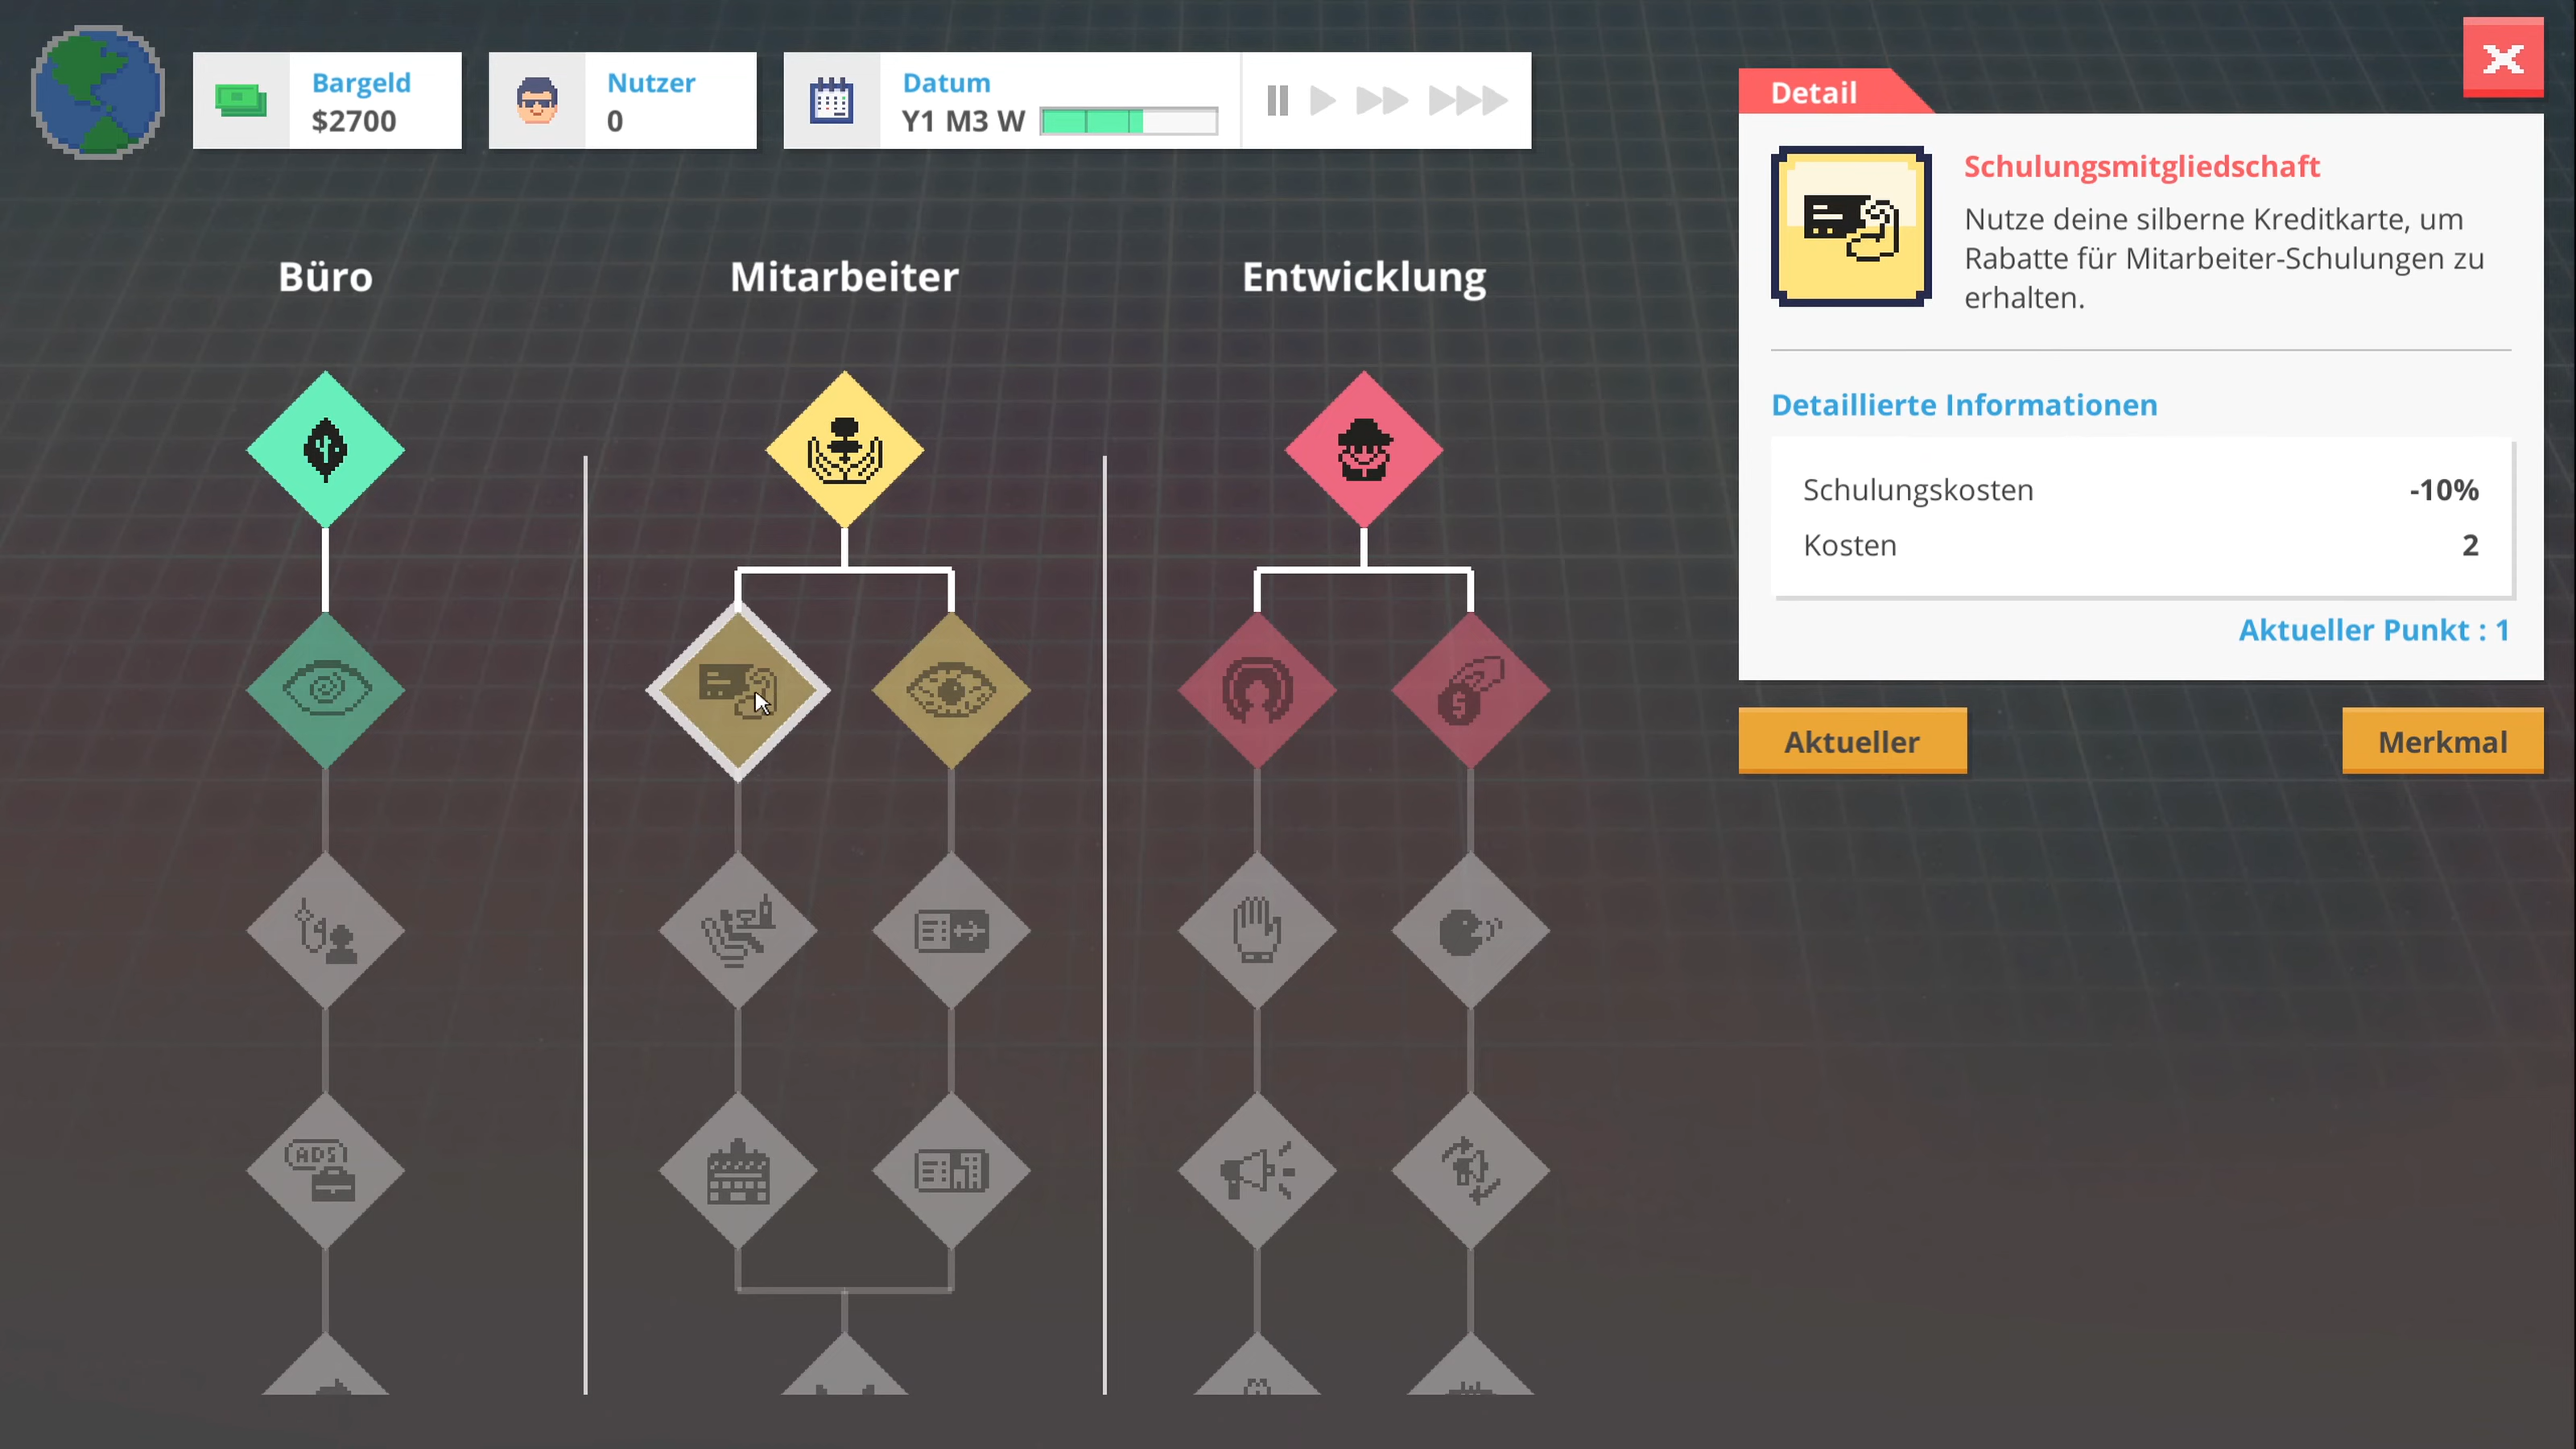 Bargeld
$2700
Nutzer
0
Datum
Y1 M3 W
Detail
Schulungsmitgliedschaft
Nutze deine silberne Kreditkarte, um
Rabatte für Mitarbeiter-Schulungen zu
erhalten.
Detaillierte Informationen
Schulungskosten -10%
Kosten 2
Aktueller Punkt : 1
Aktueller
Merkmal
Büro
Mitarbeiter
Entwicklung
$
ADS